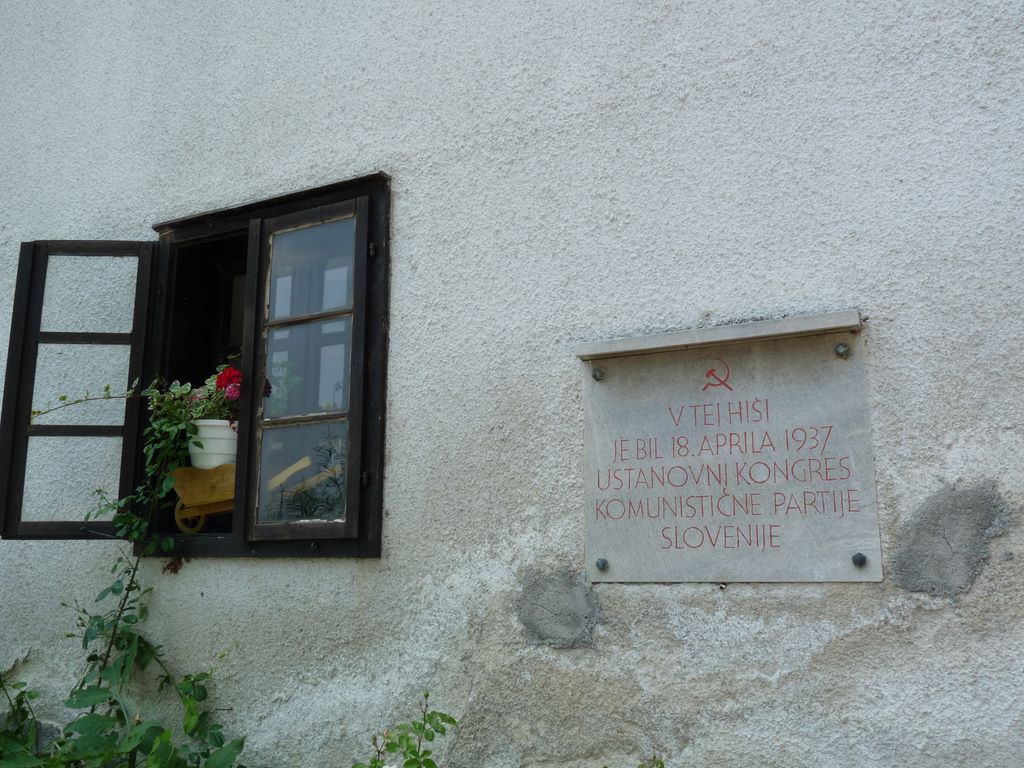 V TEJ HIŠI
JE BIL 18. APRILA 1937
USTANOVNI KONGRES
KOMUNISTIČNE PARTIJE
SLOVENIJE